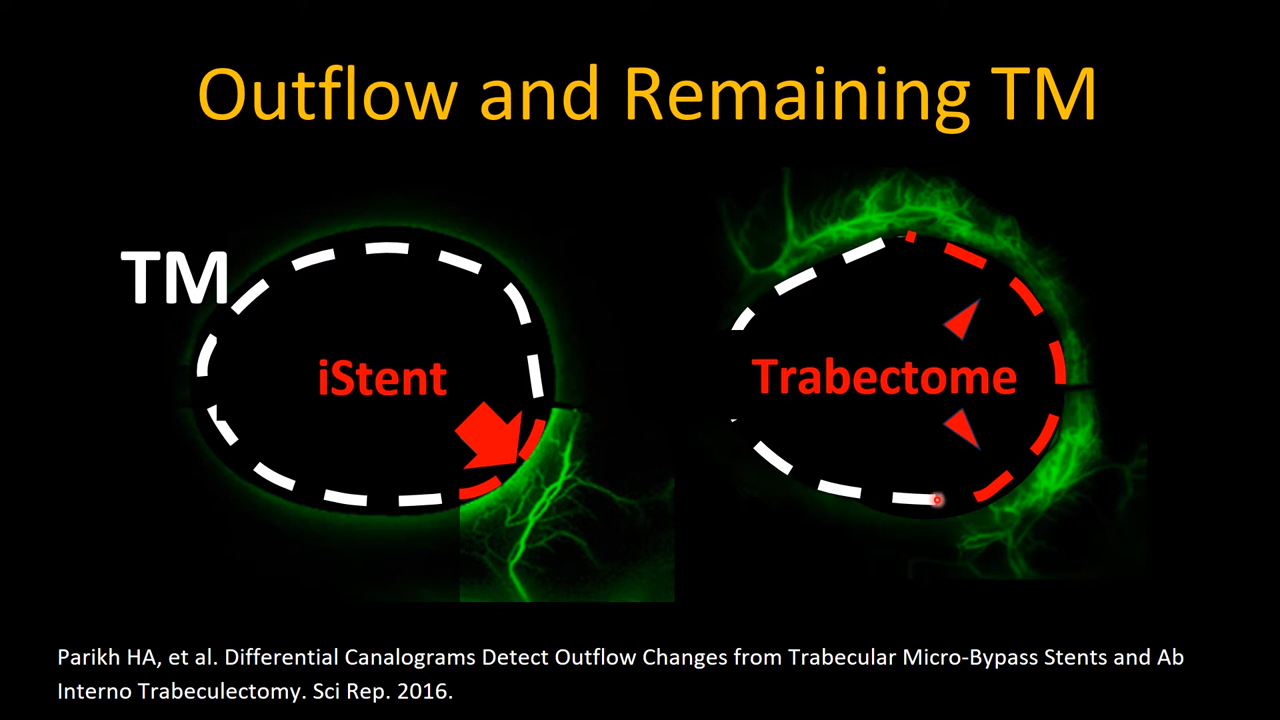 Outflow and Remaining TM
TM
iStent
Trabectome
Parikh HA, et al. Differential Canalograms Detect Outflow Changes from Trabecular Micro-Bypass Stents and Ab
Interno Trabeculectomy. Sci Rep. 2016.